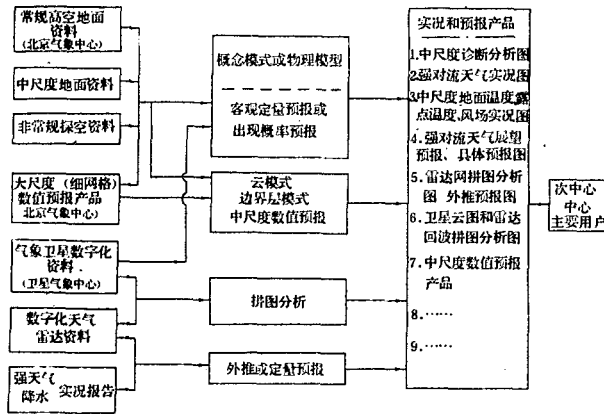 常规高空地面
资料
(北京气象中心)
中尺度地面资料
非常规探空资料
大尺度（细网格）
数值预报产品
北京气象中心)
气象卫星数字化
资料
(卫星气象中心)
数字化天气
雷达资料
强天气
降水
实况报告
概念模式或物理模型
客观定量预报或
出现概率预报
云模式
边界层模式
中尺度数值预报
拼图分析
外推或定量预报
实况和预报产品
1.中尺度诊断分析图
2.强对流天气实况图
3.中尺度地面温度,露
点温度,风场实况图
4.强对流天气展望
预报、具体预报图
5.雷达网拼图分析
图 外推预报图
6.卫星云图和雷达
回波拼图分析图
7.中尺度数值预报
产品
8.……
9.……
次中心
中心
主要用户